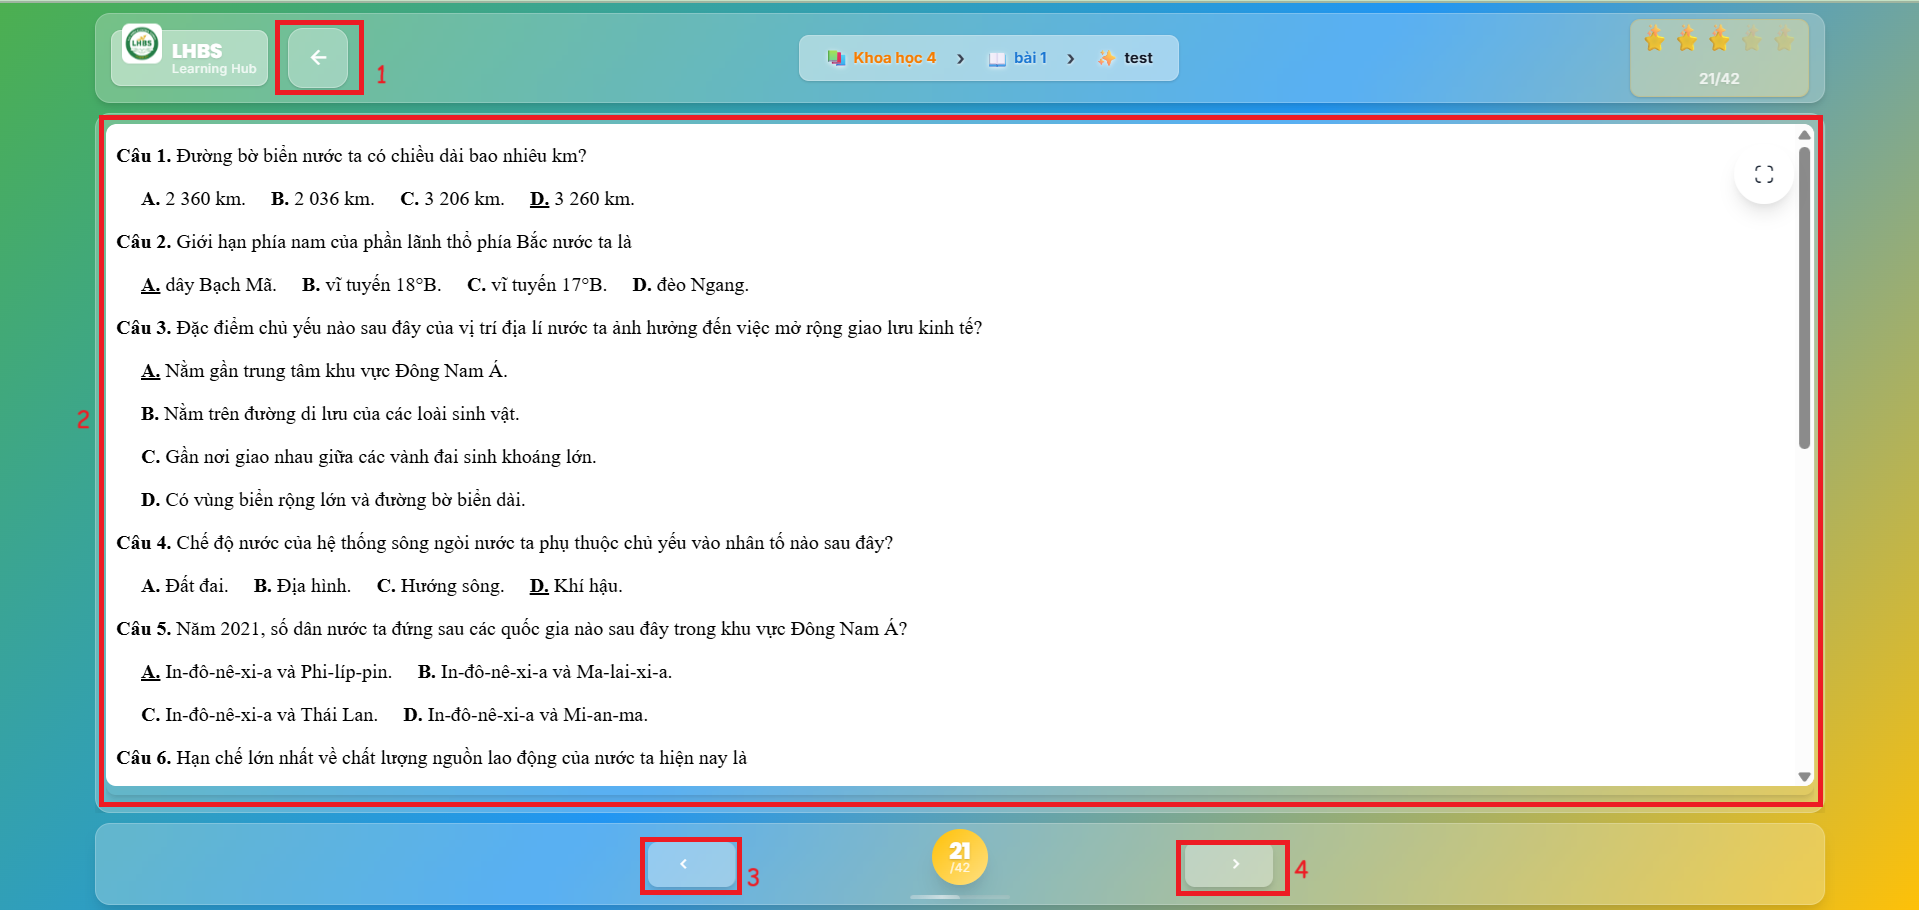 LHBS
LHBS
Learning Hub
1
Khoa học 4 › bài 1 › test
21/42
Câu 1. Đường bờ biển nước ta có chiều dài bao nhiêu km?
A. 2 360 km. B. 2 036 km. C. 3 206 km. D. 3 260 km.
Câu 2. Giới hạn phía nam của phần lãnh thổ phía Bắc nước ta là
A. dãy Bạch Mã. B. vĩ tuyến 18°B. C. vĩ tuyến 17°B. D. đèo Ngang.
Câu 3. Đặc điểm chủ yếu nào sau đây của vị trí địa lí nước ta ảnh hưởng đến việc mở rộng giao lưu kinh tế?
A. Nằm gần trung tâm khu vực Đông Nam Á.
2
B. Nằm trên đường di lưu của các loài sinh vật.
C. Gần nơi giao nhau giữa các vành đai sinh khoáng lớn.
D. Có vùng biển rộng lớn và đường bờ biển dài.
Câu 4. Chế độ nước của hệ thống sông ngòi nước ta phụ thuộc chủ yếu vào nhân tố nào sau đây?
A. Đất đai. B. Địa hình. C. Hướng sông. D. Khí hậu.
Câu 5. Năm 2021, số dân nước ta đứng sau các quốc gia nào sau đây trong khu vực Đông Nam Á?
A. In-đô-nê-xi-a và Phi-líp-pin. B. In-đô-nê-xi-a và Ma-lai-xi-a.
C. In-đô-nê-xi-a và Thái Lan. D. In-đô-nê-xi-a và Mi-an-ma.
Câu 6. Hạn chế lớn nhất về chất lượng nguồn lao động của nước ta hiện nay là
21
/42
3
4